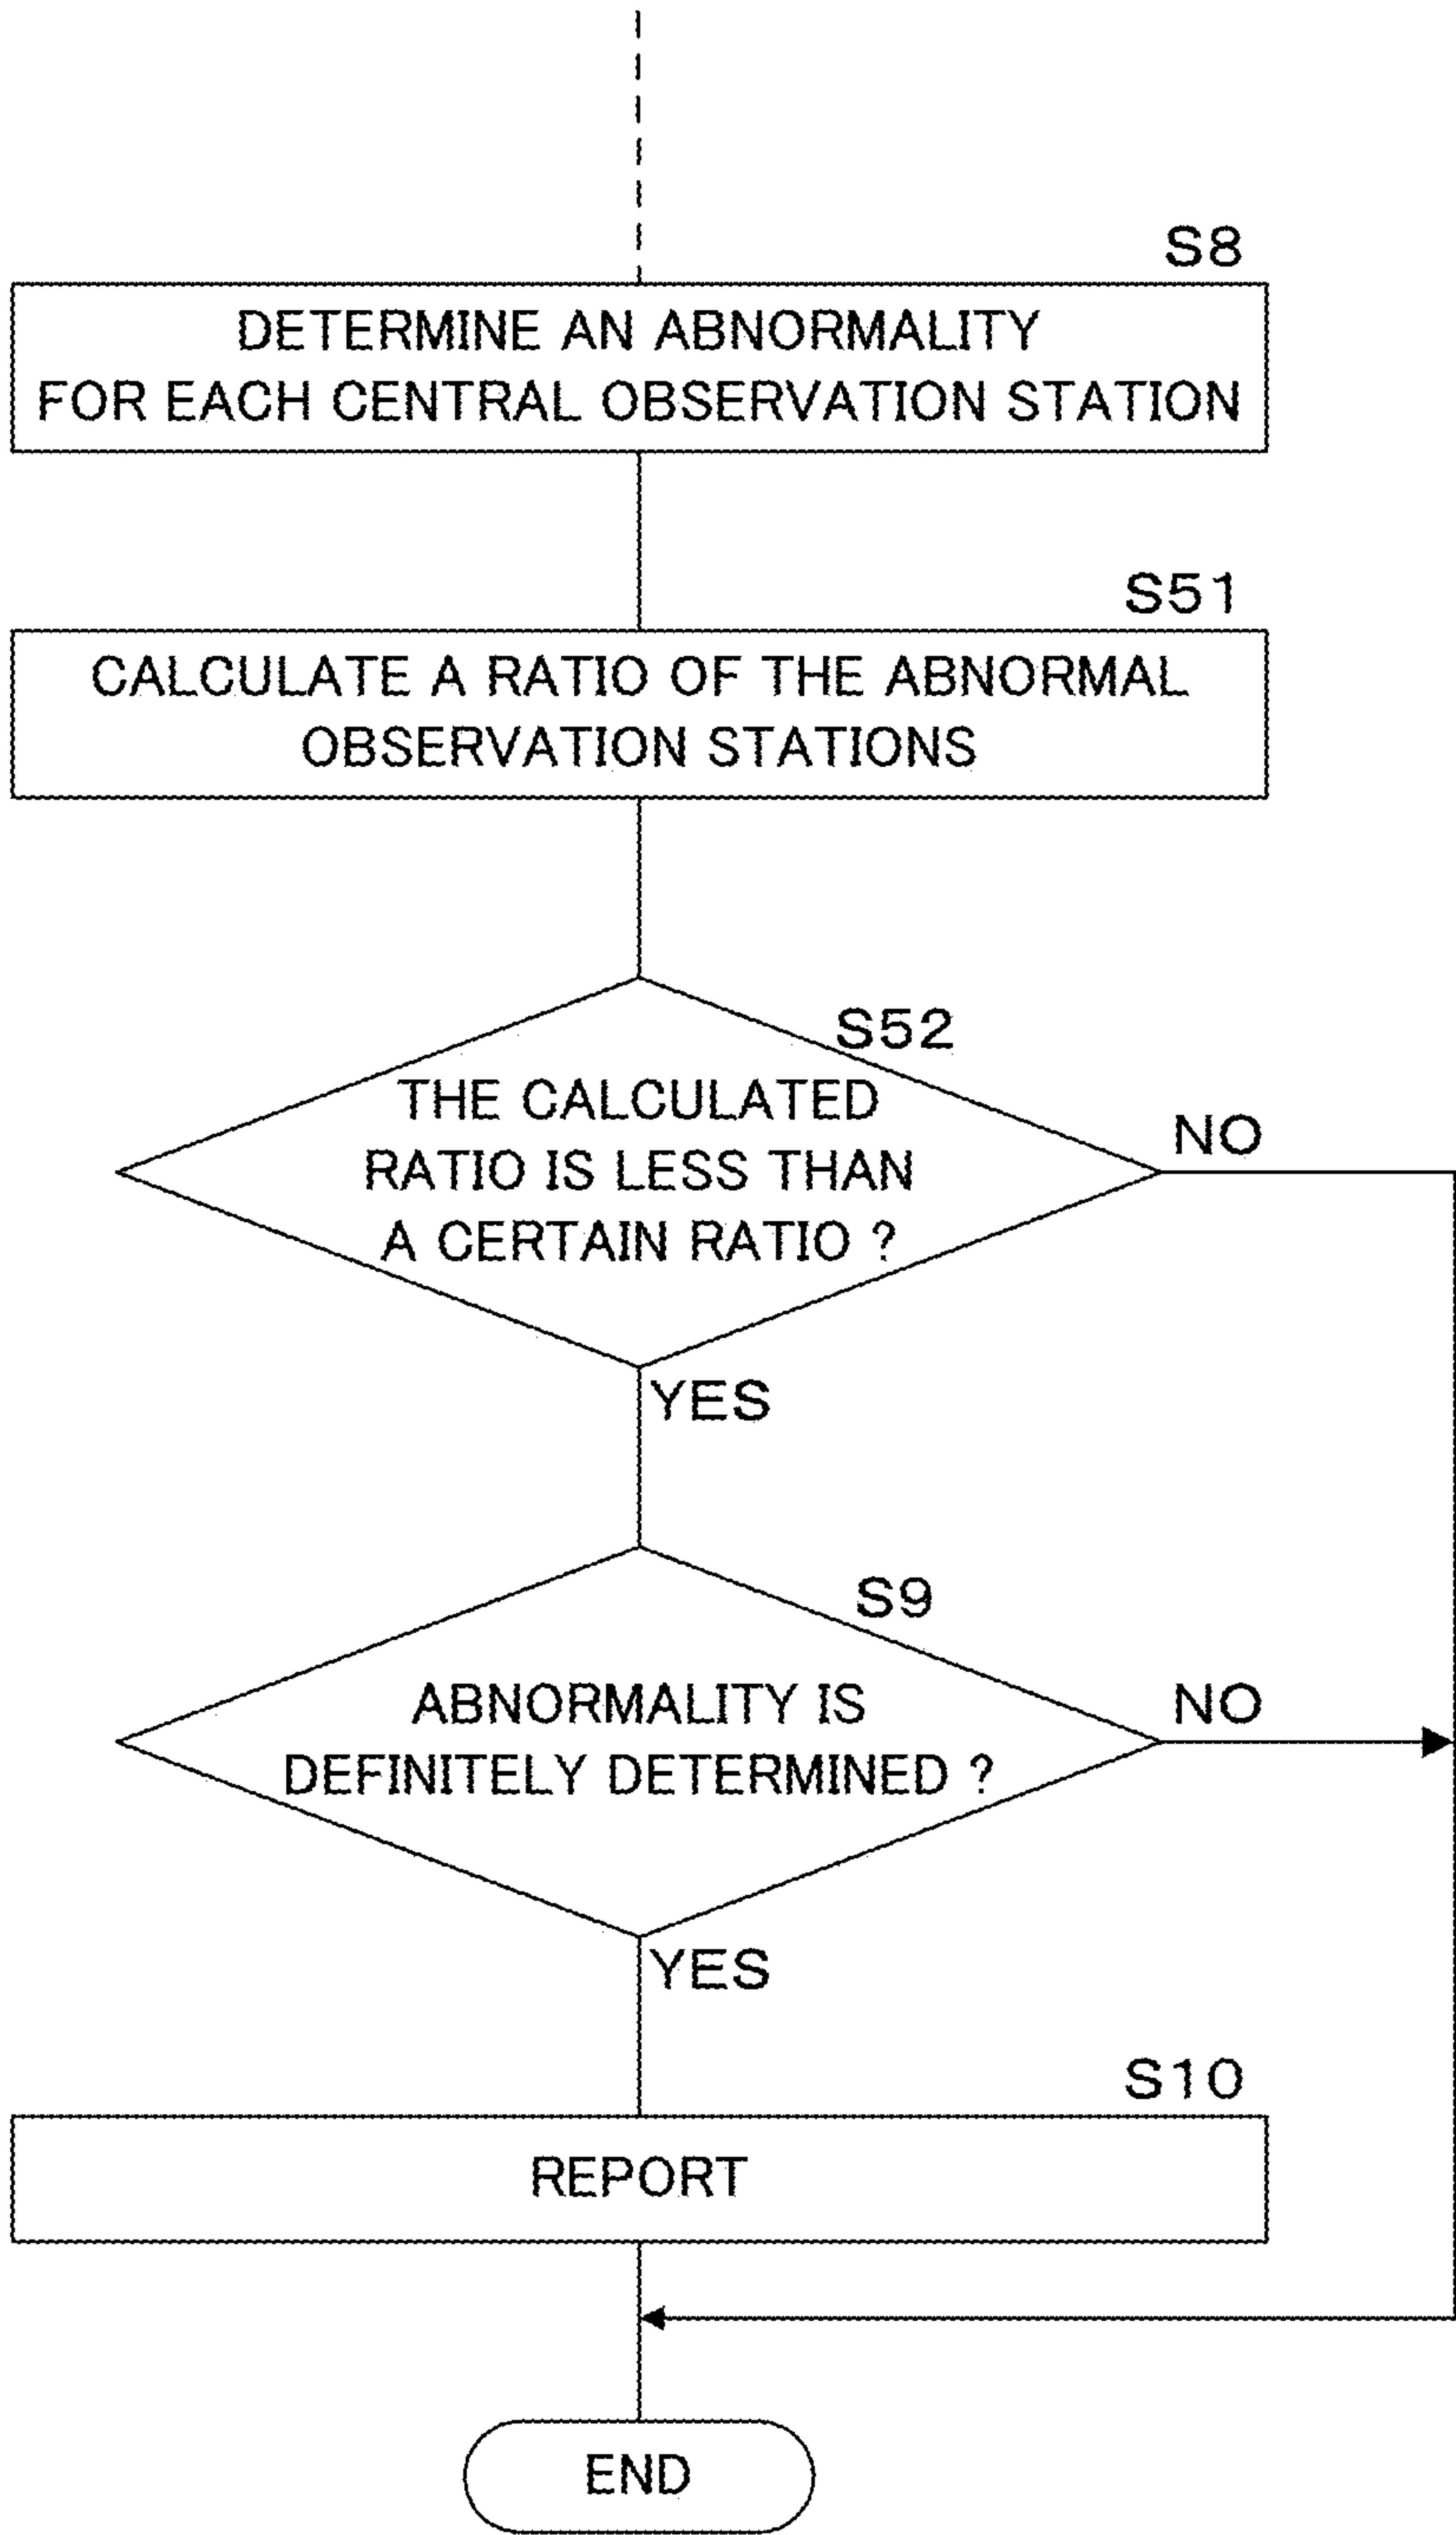 S8
DETERMINE AN ABNORMALITY
FOR EACH CENTRAL OBSERVATION STATION
S51
CALCULATE A RATIO OF THE ABNORMAL
OBSERVATION STATIONS
S52
THE CALCULATED
RATIO IS LESS THAN
A CERTAIN RATIO ?
NO
YES
S9
ABNORMALITY IS
DEFINITELY DETERMINED ?
NO
YES
S10
REPORT
END